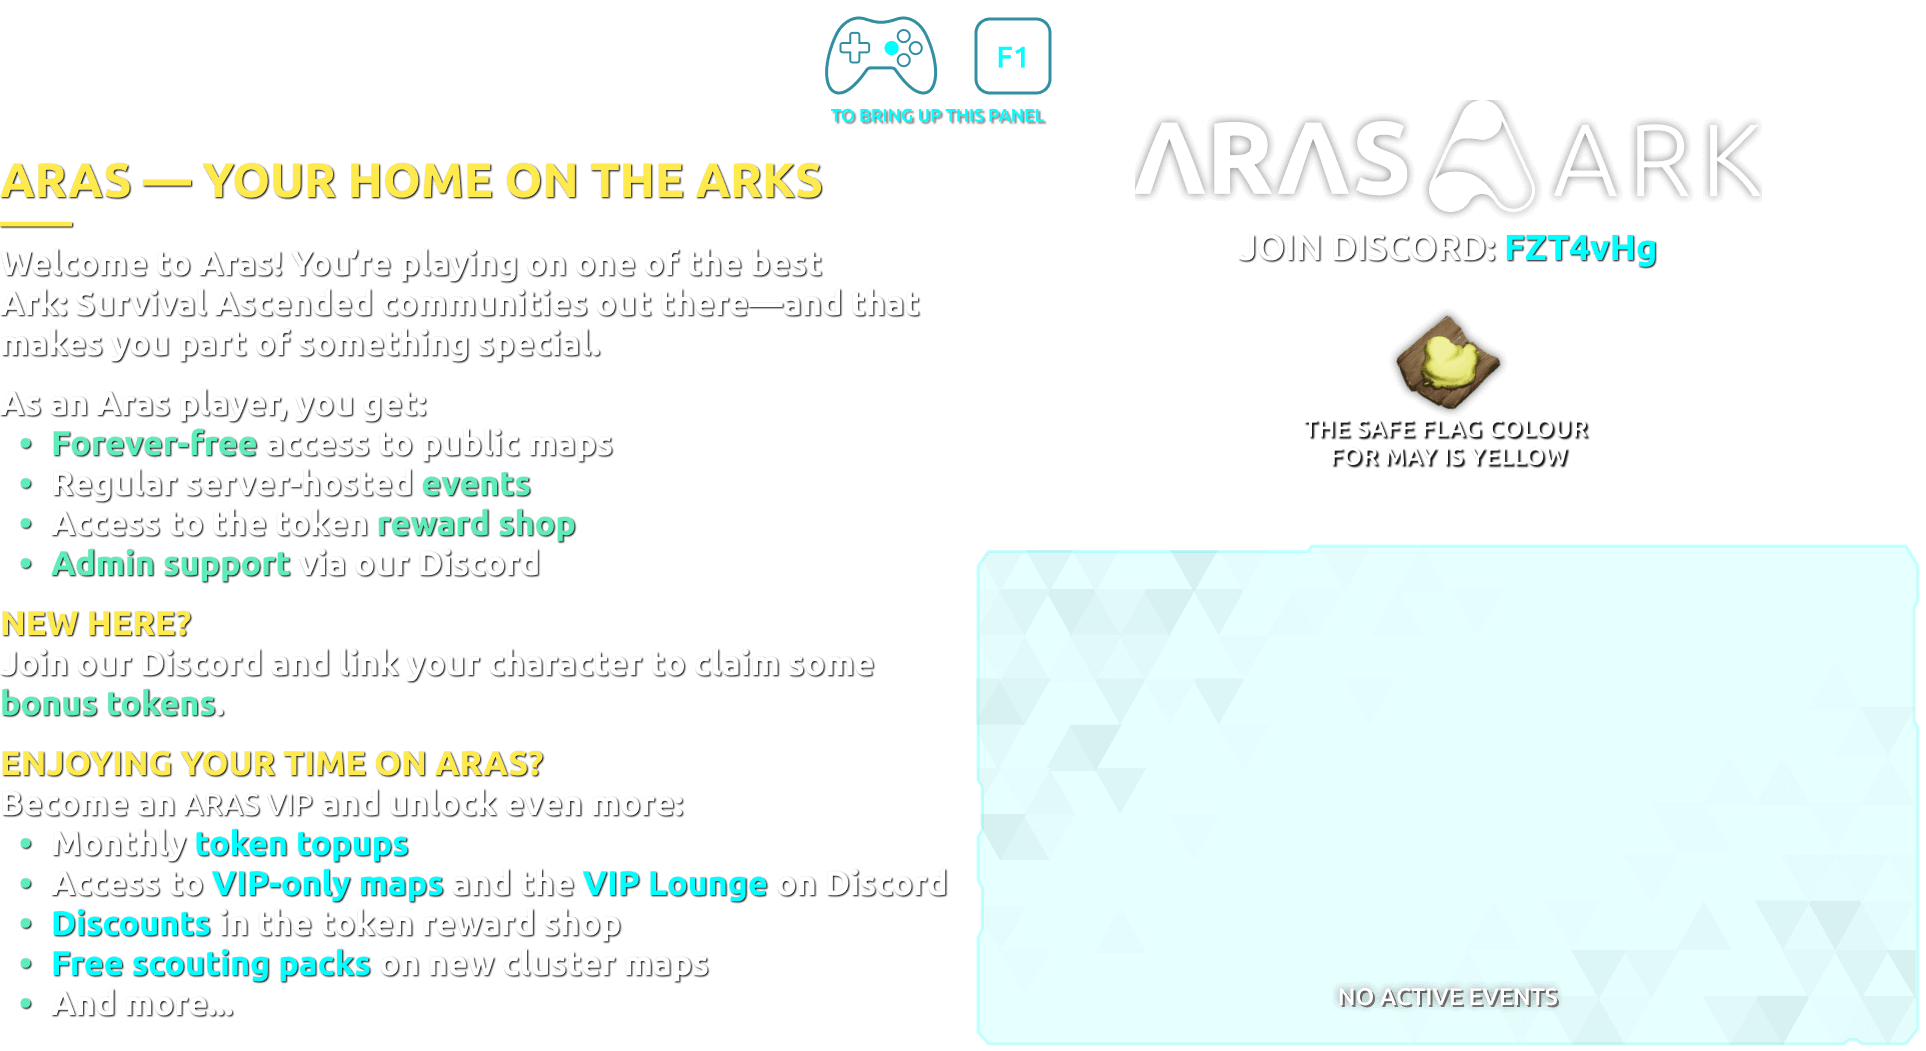 F1
TO BRING UP THIS PANEL
ARAS — YOUR HOME ON THE ARKS
Welcome to Aras! You’re playing on one of the best
Ark: Survival Ascended communities out there—and that
makes you part of something special.
As an Aras player, you get:
• Forever-free access to public maps
• Regular server-hosted events
• Access to the token reward shop
• Admin support via our Discord
NEW HERE?
Join our Discord and link your character to claim some
bonus tokens.
ENJOYING YOUR TIME ON ARAS?
Become an ARAS VIP and unlock even more:
• Monthly token topups
• Access to VIP-only maps and the VIP Lounge on Discord
• Discounts in the token reward shop
• Free scouting packs on new cluster maps
• And more...
ARAS ARK
JOIN DISCORD: FZT4vHg
THE SAFE FLAG COLOUR
FOR MAY IS YELLOW
NO ACTIVE EVENTS